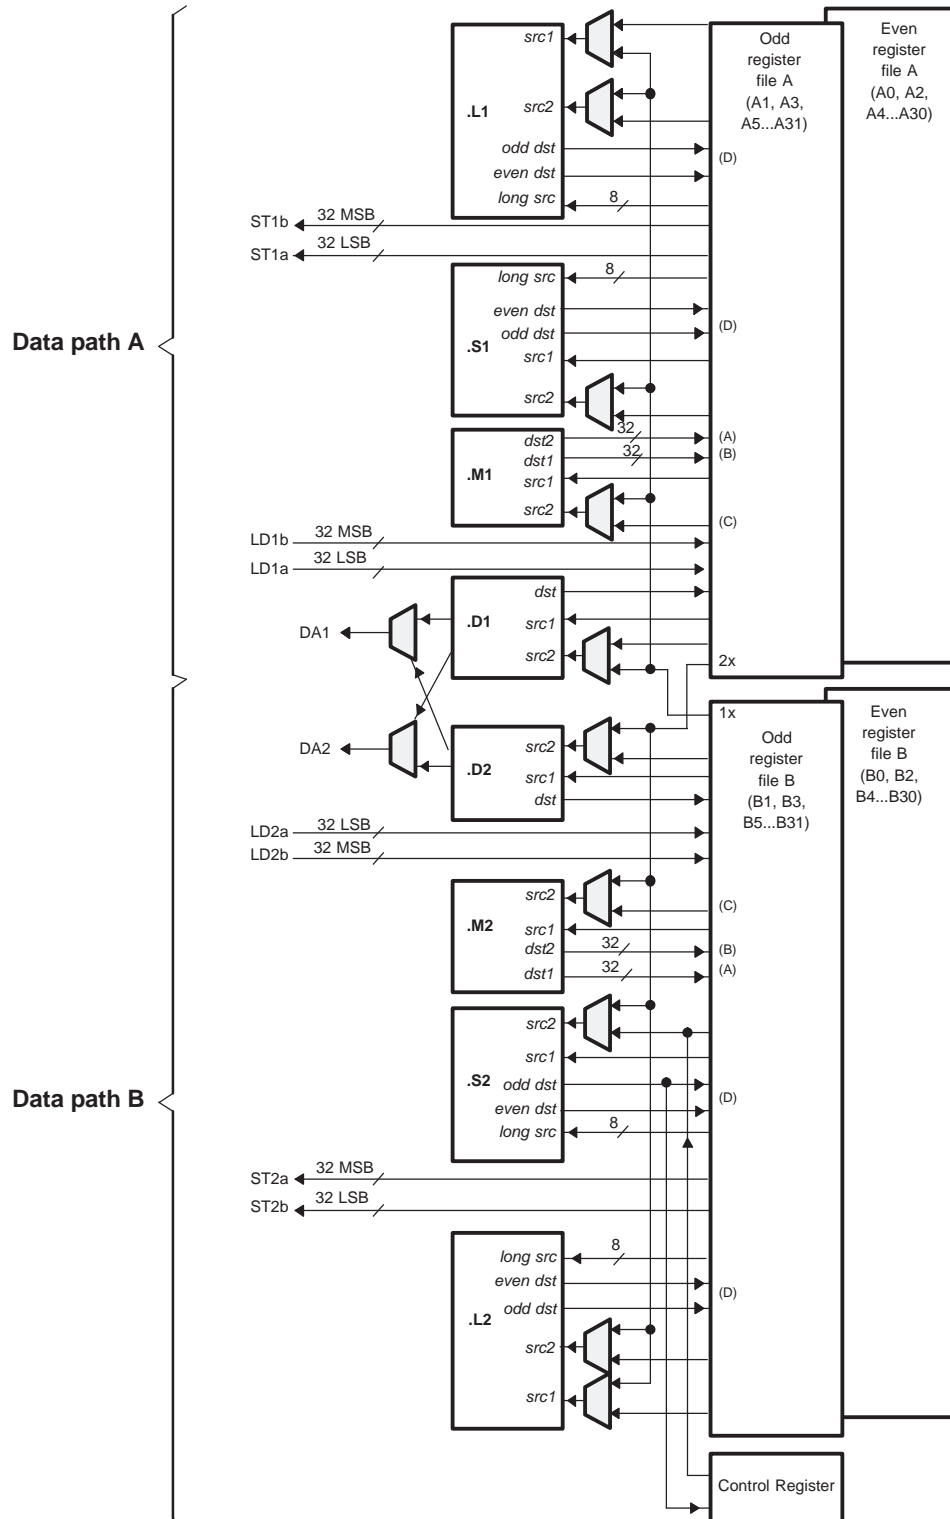 Even
register
file A
(A0, A2,
A4...A30)
Odd
register
file A
(A1, A3,
A5...A31)
src1
.L1
src2
odd dst
(D)
even dst
long src
8
ST1b
32 MSB
ST1a
32 LSB
long src
8
even dst
(D)
odd dst
Data path A
.S1
src1
src2
dst2
32
(A)
dst1
32
(B)
.M1
src1
src2
(C)
LD1b
32 MSB
LD1a
32 LSB
dst
.D1
src1
DA1
src2
2x
1x
Even
register
file B
(B0, B2,
B4...B30)
Odd
register
file B
(B1, B3,
B5...B31)
DA2
src2
.D2
src1
dst
LD2a
32 LSB
LD2b
32 MSB
src2
(C)
.M2
src1
dst2
32
(B)
dst1
32
(A)
src2
src1
.S2
odd dst
(D)
even dst
long src
8
Data path B
ST2a
32 MSB
ST2b
32 LSB
long src
8
even dst
(D)
odd dst
.L2
src2
src1
Control Register